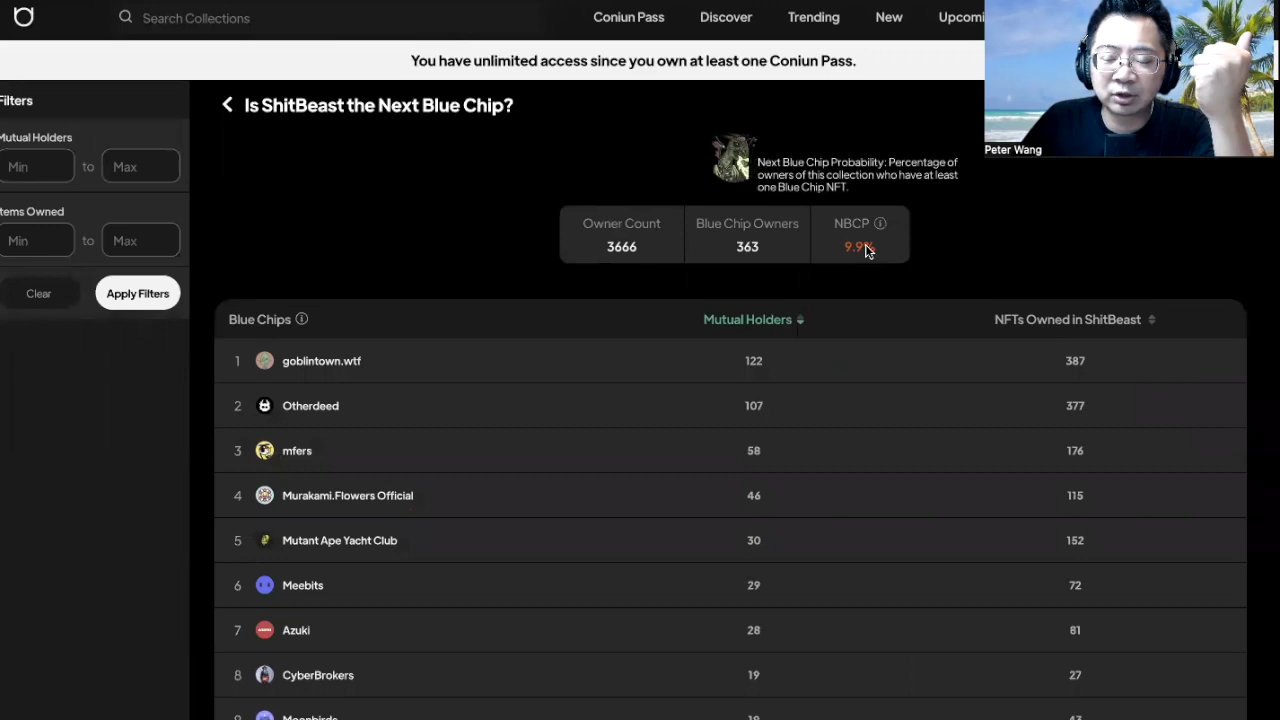 Search Collections
Coniun Pass
Discover
Trending
New
Upcomi
You have unlimited access since you own at least one Coniun Pass.
Filters
Mutual Holders
Min to Max
Items Owned
Min to Max
Clear
Apply Filters
Is ShitBeast the Next Blue Chip?
Next Blue Chip Probability: Percentage of
owners of this collection who have at least
one Blue Chip NFT.
Owner Count Blue Chip Owners NBCP
3666 363 9.9%
Peter Wang
Blue Chips Mutual Holders NFTs Owned in ShitBeast
1 goblintown.wtf 122 387
2 Otherdeed 107 377
3 mfers 58 176
4 Murakami.Flowers Official 46 115
5 Mutant Ape Yacht Club 30 152
6 Meebits 29 72
7 Azuki 28 81
8 CyberBrokers 19 27
9 Moonbirds